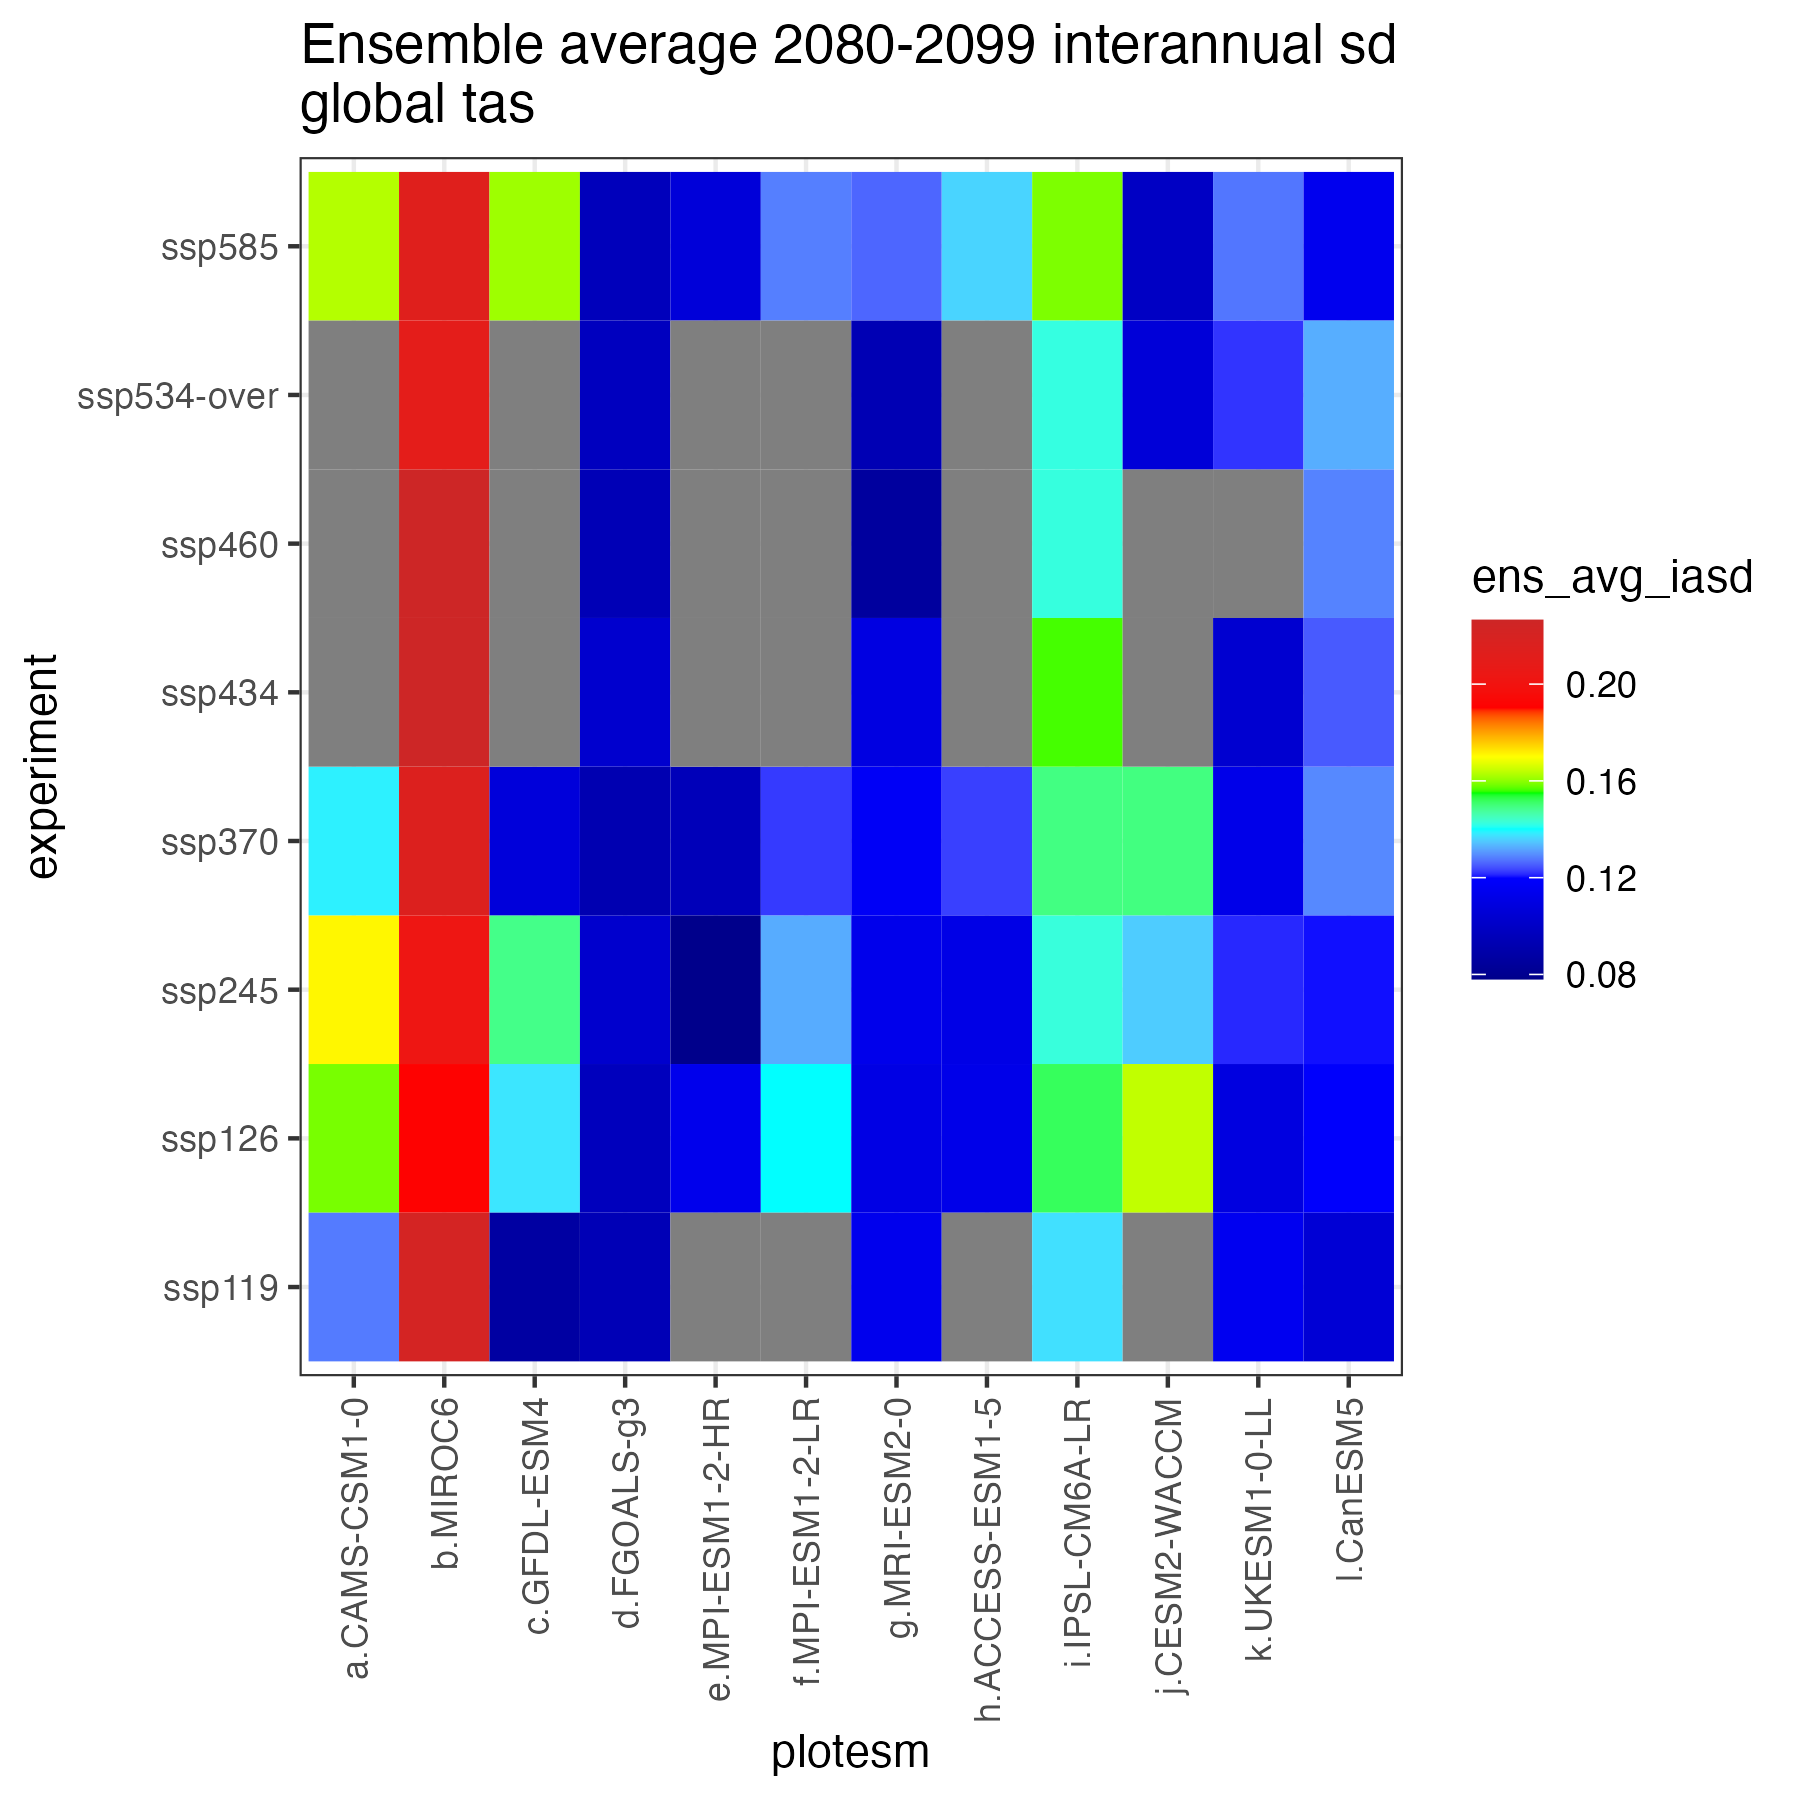 Ensemble average 2080-2099 interannual sd
global tas
experiment
ssp585
ssp534-over
ssp460
ssp434
ssp370
ssp245
ssp126
ssp119
a.CAMS-CSM1-0
b.MIROC6
c.GFDL-ESM4
d.FGOALS-g3
e.MPI-ESM1-2-HR
f.MPI-ESM1-2-LR
g.MRI-ESM2-0
h.ACCESS-ESM1-5
i.IPSL-CM6A-LR
j.CESM2-WACCM
k.UKESM1-0-LL
l.CanESM5
plotesm
ens_avg_iasd
0.20
0.16
0.12
0.08